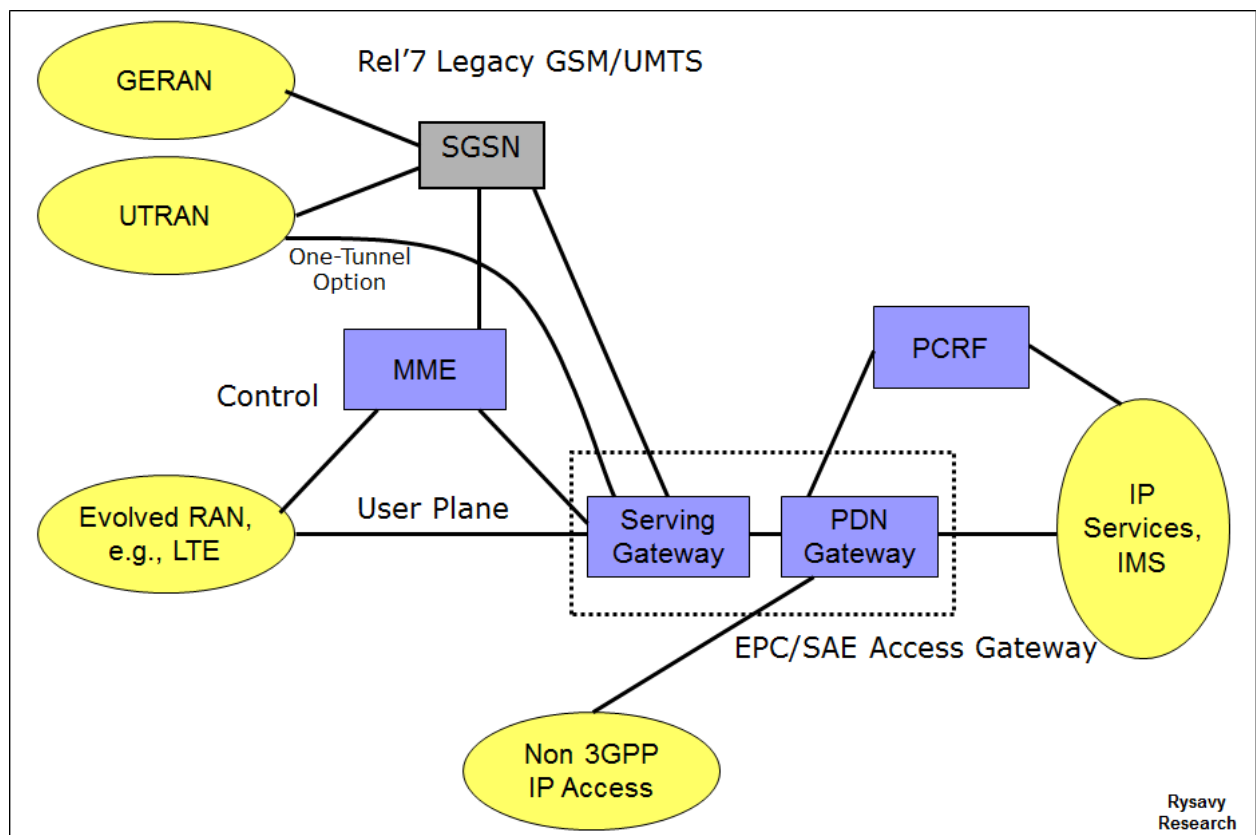 GERAN
Rel'7 Legacy GSM/UMTS
SGSN
UTRAN
One-Tunnel
Option
MME
PCRF
Control
User Plane
Evolved RAN,
e.g., LTE
Serving
Gateway
PDN
Gateway
IP
Services,
IMS
EPC/SAE Access Gateway
Non 3GPP
IP Access
Rysavy
Research